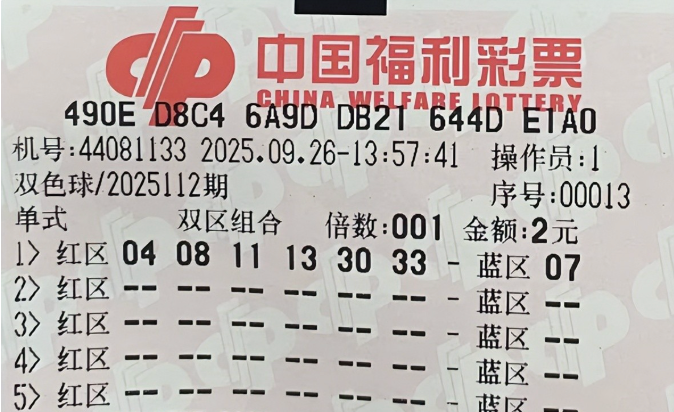 中国福利彩票
CHINA WELFARE LOTTERY
490E D8C4 6A9D DB21 644D E1A0
机号:44081133 2025.09.26-13:57:41 操作员:1
双色球/2025112期 序号:00013
单式 双区组合 倍数:001 金额:2元
1> 红区 04 08 11 13 30 33 - 蓝区 07
2> 红区 -- -- -- -- -- -- - 蓝区 --
3> 红区 -- -- -- -- -- -- - 蓝区 --
4> 红区 -- -- -- -- -- -- - 蓝区 --
5> 红区 -- -- -- -- -- -- - 蓝区 --